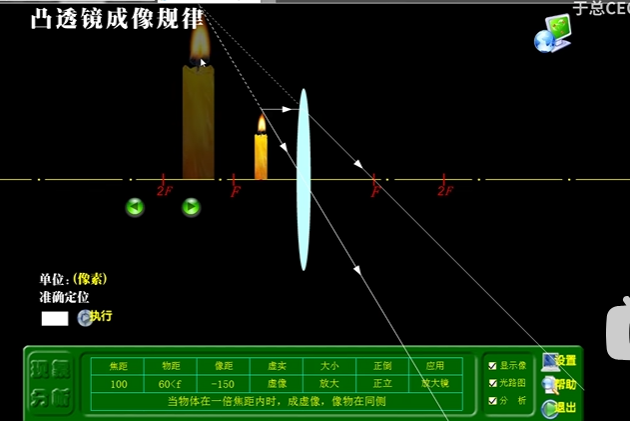 于总CEO
凸透镜成像规律
2F F F 2F
单位:(像素)
准确定位
执行
观察
分析
焦距 物距 像距 虚实 大小 正倒 应用
100 60<f -150 虚像 放大 正立 放大镜
当物体在一倍焦距内时，成虚像，像物在同侧
显示像
光路图
分 析
设置
帮助
退出